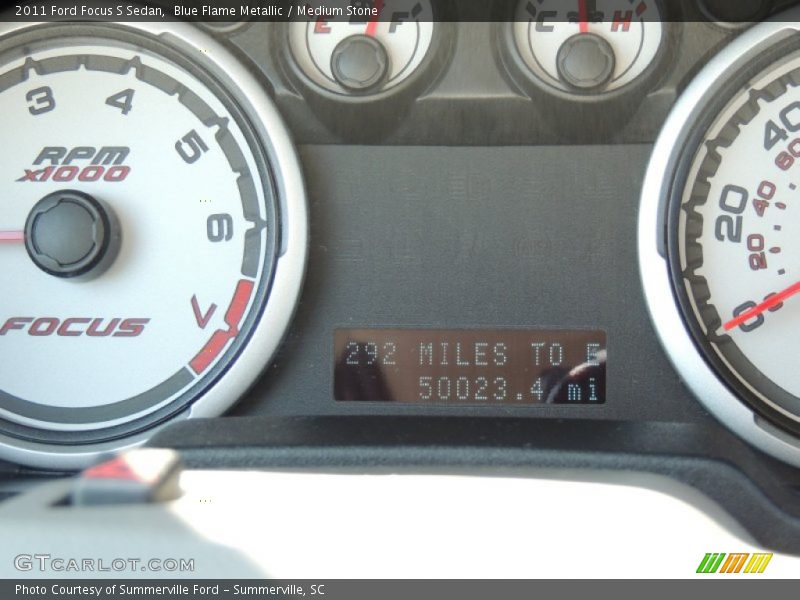 2011 Ford Focus S Sedan, Blue Flame Metallic / Medium Stone
E F
C H
3 4 5 6 7
RPM
x1000
FOCUS
40
60
20
40
20
0
292 MILES TO E
50023.4 mi
GTCARLOT.COM
Photo Courtesy of Summerville Ford - Summerville, SC